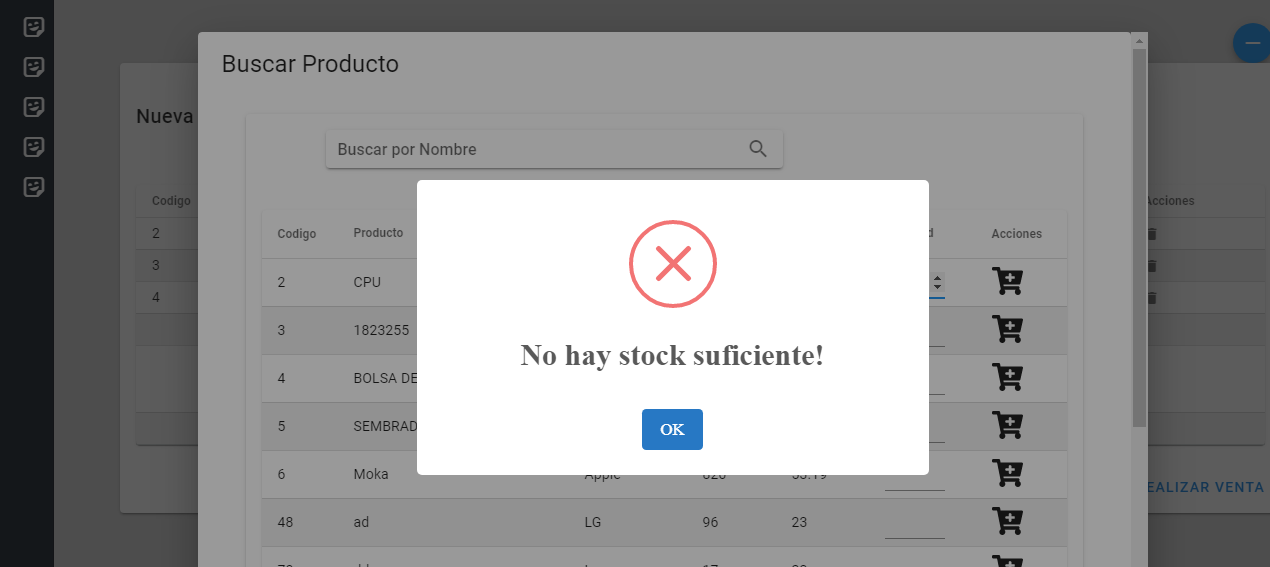 Buscar Producto
Nueva
Buscar por Nombre
Codigo
Acciones
Codigo
Producto
d
Acciones
2
2
CPU
3
3
1823255
4
4
BOLSA DE
5
SEMBRAD
6
Moka
Apple
33.19
48
ad
LG
96
23
No hay stock suficiente!
OK
EALIZAR VENTA